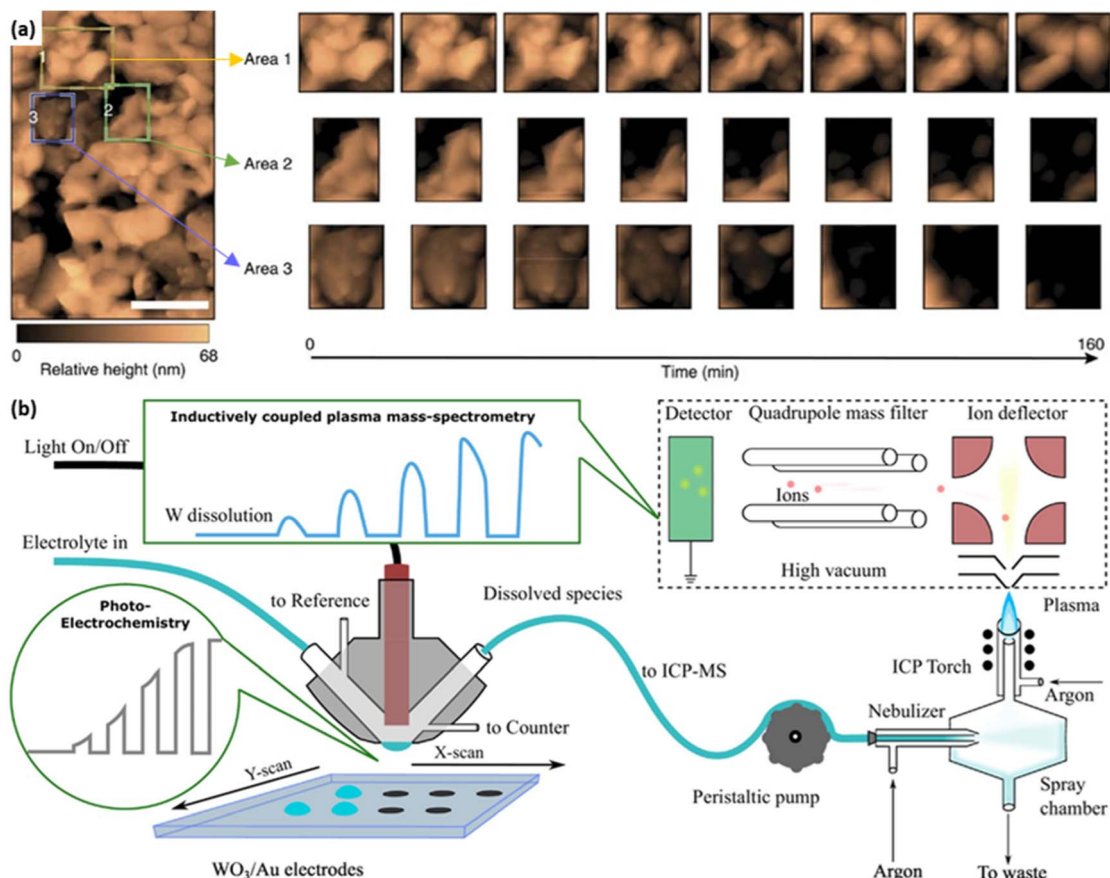 (a)
1
2
3
Area 1
Area 2
Area 3
0
68
Relative height (nm)
0
160
Time (min)
(b)
Light On/Off
Inductively coupled plasma mass-spectrometry
W dissolution
Electrolyte in
Detector
Quadrupole mass filter
Ion deflector
Ions
High vacuum
Photo-
Electrochemistry
to Reference
Dissolved species
to ICP-MS
to Counter
X-scan
Y-scan
WO₃/Au electrodes
Peristaltic pump
Plasma
ICP Torch
Argon
Nebulizer
Spray
chamber
Argon
To waste